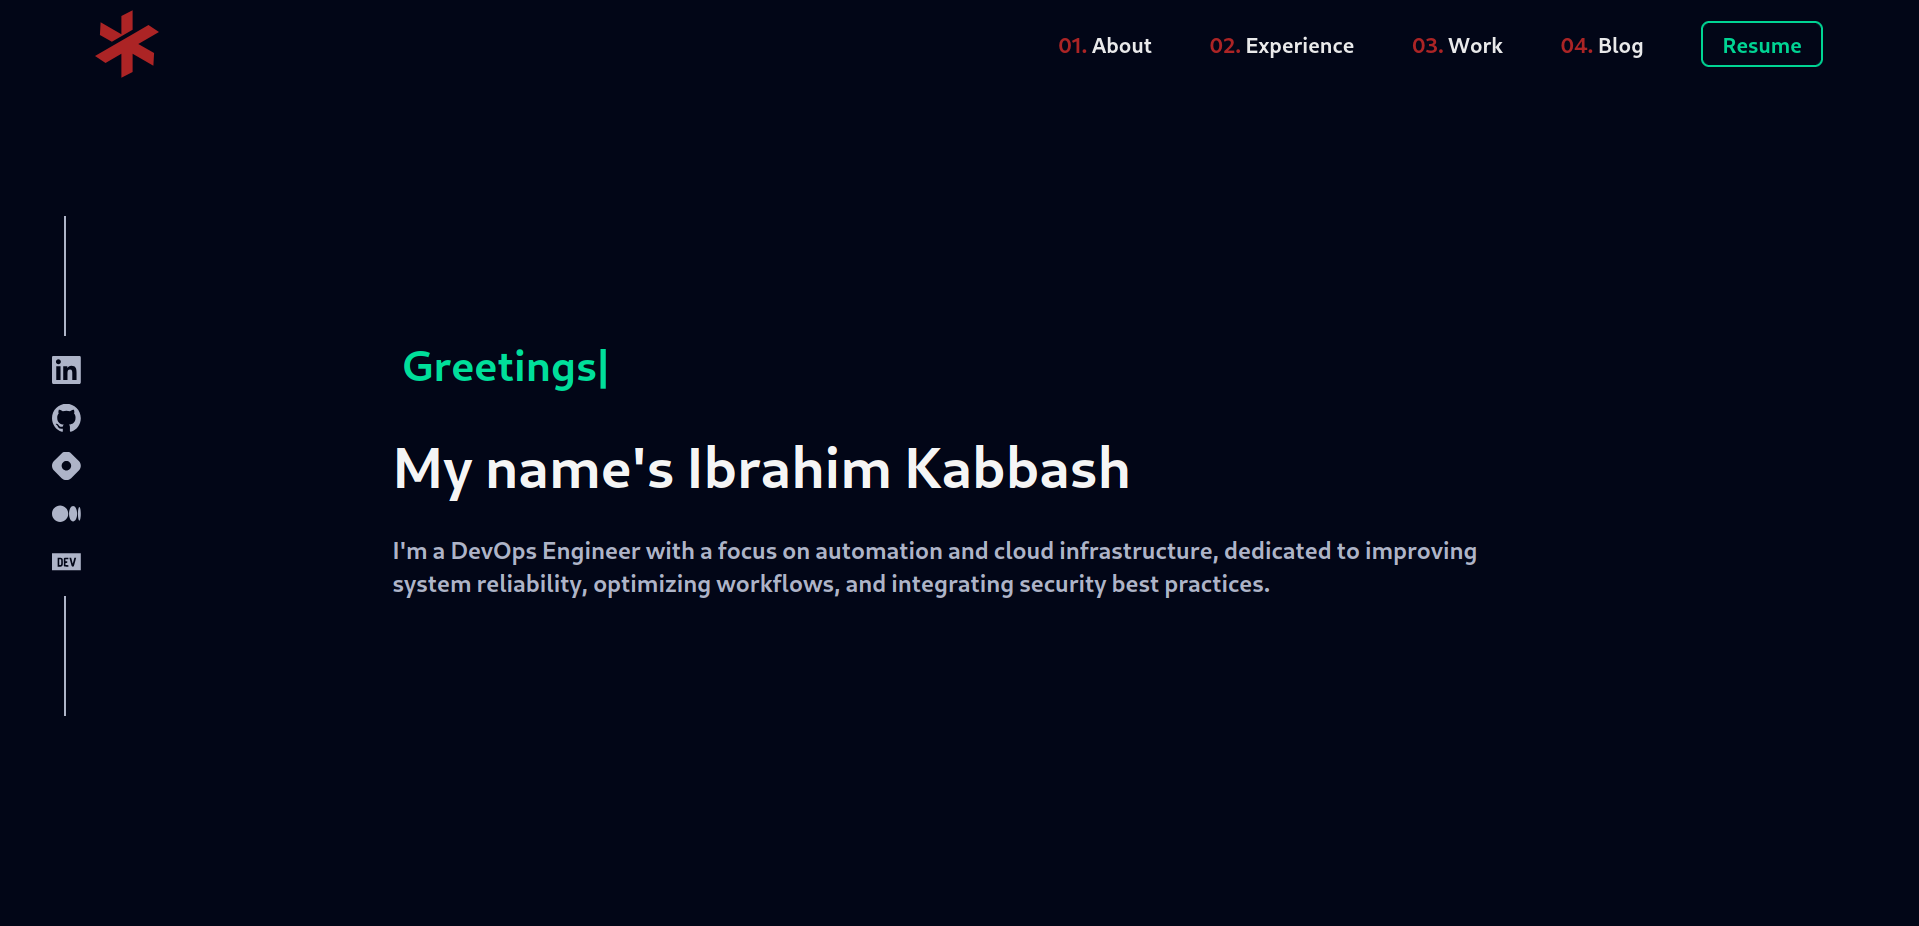 01. About
02. Experience
03. Work
04. Blog
Resume
in
DEV
Greetings|
My name's Ibrahim Kabbash
I'm a DevOps Engineer with a focus on automation and cloud infrastructure, dedicated to improving
system reliability, optimizing workflows, and integrating security best practices.